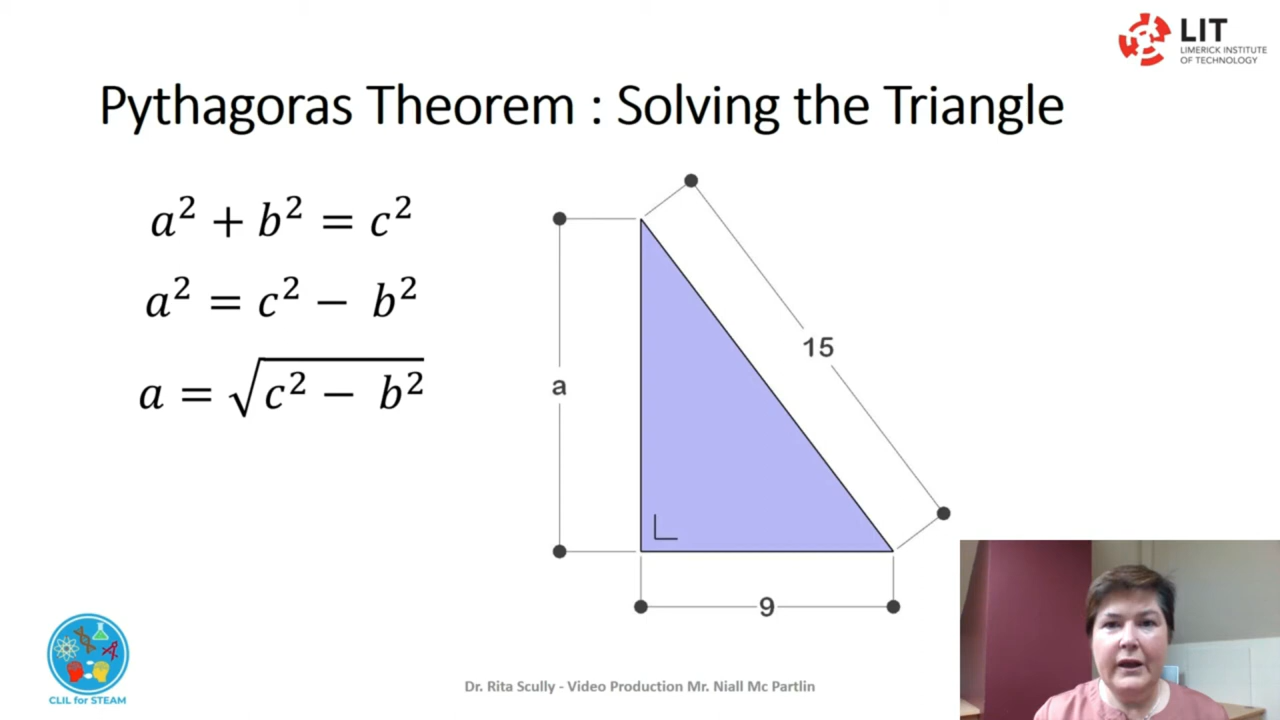 LIT
LIMERICK INSTITUTE
OF TECHNOLOGY
Pythagoras Theorem : Solving the Triangle
a² + b² = c²
a² = c² − b²
a = √(c² − b²)
15
a
9
CLIL for STEAM
Dr. Rita Scully - Video Production Mr. Niall Mc Partlin